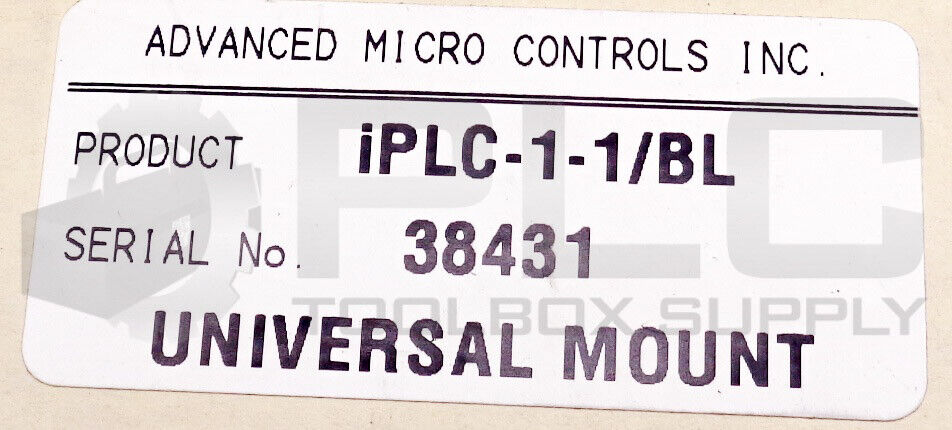 ADVANCED MICRO CONTROLS INC.
PRODUCT iPLC-1-1/BL
SERIAL No. 38431
UNIVERSAL MOUNT
PLC
TOOLBOX SUPPLY